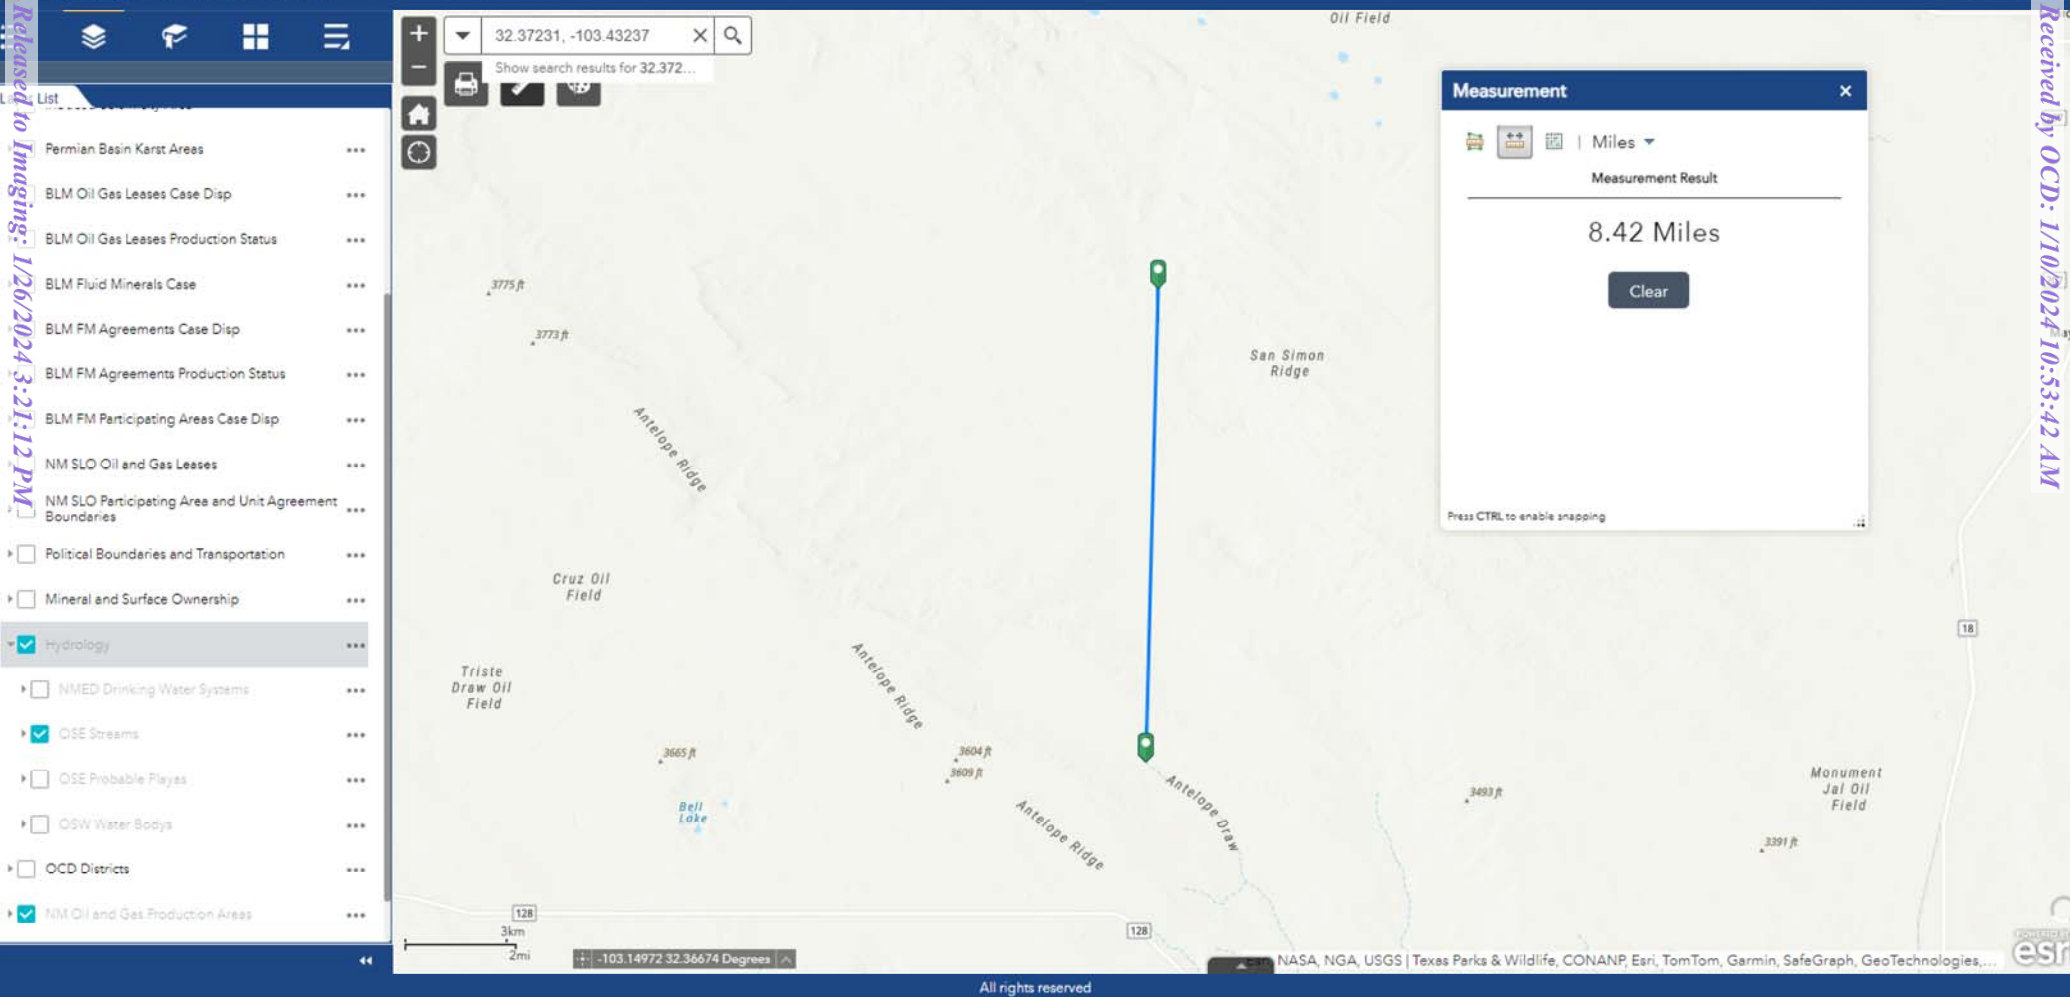 Released to Imaging: 1/26/2024 3:21:12 PM
Received by OCD: 1/10/2024 10:53:42 AM
List
Permian Basin Karst Areas
BLM Oil Gas Leases Case Disp
BLM Oil Gas Leases Production Status
BLM Fluid Minerals Case
BLM FM Agreements Case Disp
BLM FM Agreements Production Status
BLM FM Participating Areas Case Disp
NM SLO Oil and Gas Leases
NM SLO Participating Area and Unit Agreement
Boundaries
Political Boundaries and Transportation
Mineral and Surface Ownership
Hydrology
NMED Drinking Water Systems
OSE Streams
OSE Probable Playas
OSW Water Bodys
OCD Districts
NM Oil and Gas Production Areas
32.37231, -103.43237
Show search results for 32.372...
Oil Field
3775 ft
3773 ft
San Simon
Ridge
Antelope Ridge
Cruz Oil
Field
Triste
Draw Oil
Field
Antelope Ridge
3665 ft
3604 ft
3609 ft
Bell
Lake
Antelope Ridge
Antelope Draw
3493 ft
Monument
Jal Oil
Field
3391 ft
18
128
128
3km
2mi
-103.14972 32.36674 Degrees
Measurement
Miles
Measurement Result
8.42 Miles
Clear
Press CTRL to enable snapping
NASA, NGA, USGS | Texas Parks & Wildlife, CONANP, Esri, TomTom, Garmin, SafeGraph, GeoTechnologies,...
esri
All rights reserved